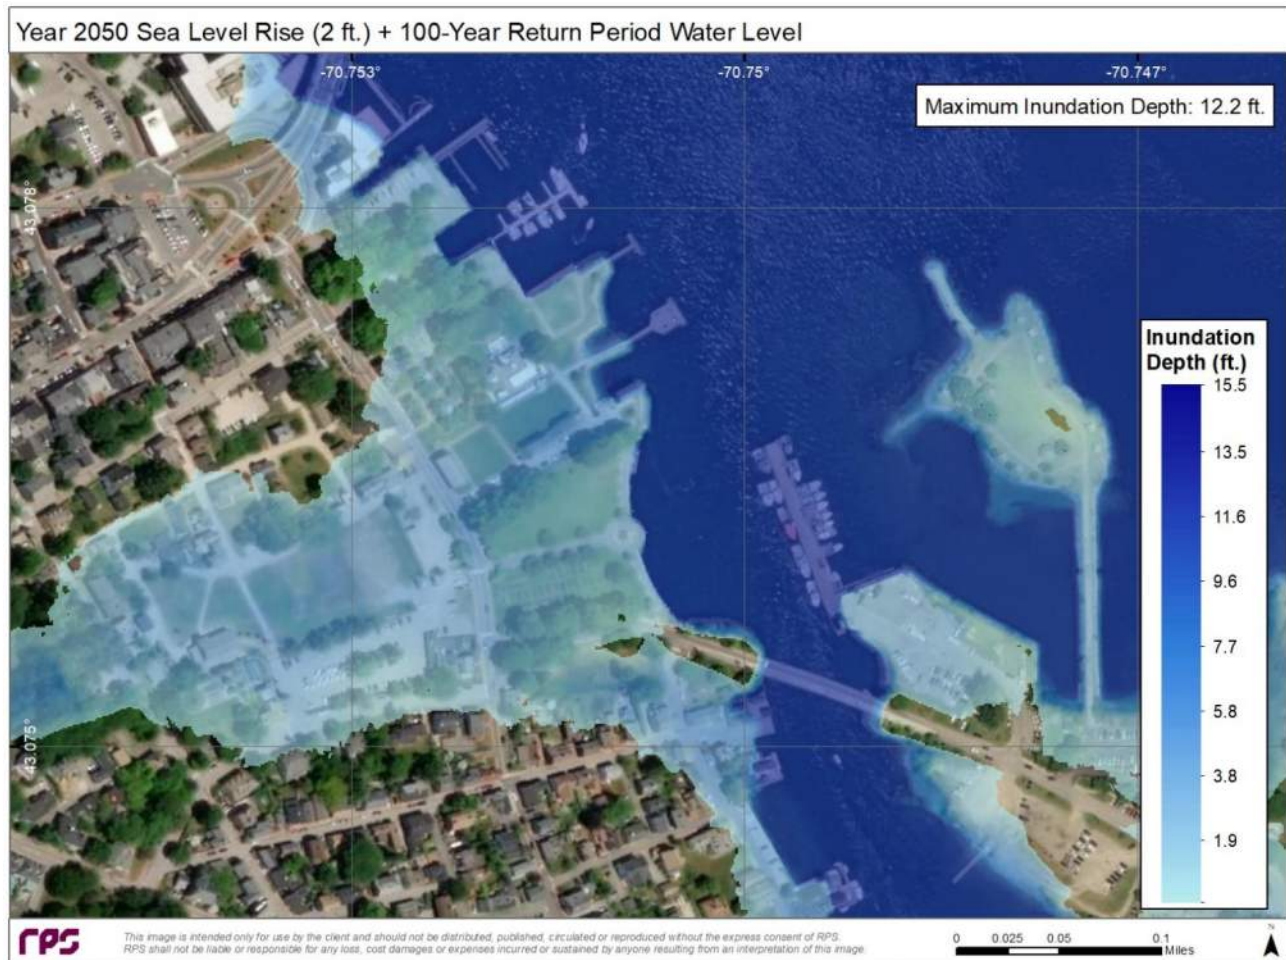 Year 2050 Sea Level Rise (2 ft.) + 100-Year Return Period Water Level
-70.753°
-70.75°
-70.747°
Maximum Inundation Depth: 12.2 ft.
43.078°
43.075°
Inundation
Depth (ft.)
15.5
13.5
11.6
9.6
7.7
5.8
3.8
1.9
rps
This image is intended only for use by the client and should not be distributed, published, circulated or reproduced without the express consent of RPS.
RPS shall not be liable or responsible for any loss, cost damages or expenses incurred or sustained by anyone resulting from an interpretation of this image.
0 0.025 0.05 0.1
Miles
N